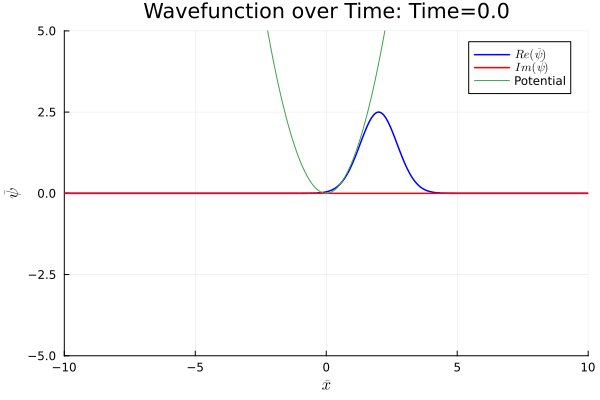 Wavefunction over Time: Time=0.0
5.0
Re(ψ̃)
Im(ψ̃)
Potential
2.5
0.0
ψ̃
−2.5
−5.0
−10
−5
0
5
10
x̃